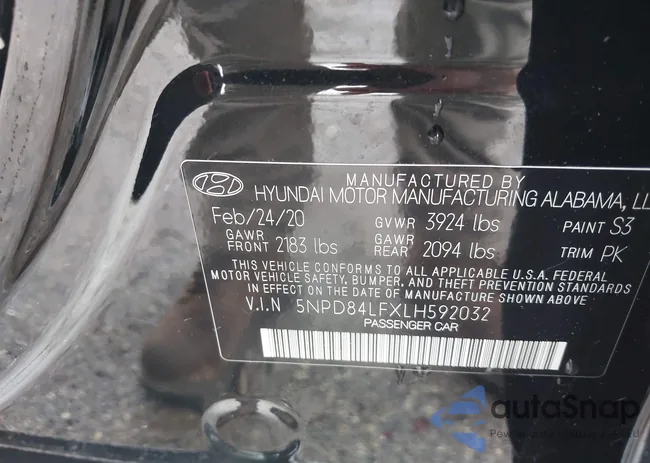 MANUFACTURED BY
HYUNDAI MOTOR MANUFACTURING ALABAMA,
Feb/24/20 GVWR 3924 lbs PAINT S3
GAWR FRONT 2183 lbs GAWR REAR 2094 lbs TRIM PK
THIS VEHICLE CONFORMS TO ALL APPLICABLE U.S.A. FEDERAL
MOTOR VEHICLE SAFETY, BUMPER, AND THEFT PREVENTION STANDARDS
IN EFFECT ON THE DATE OF MANUFACTURE SHOWN ABOVE
V.I.N 5NPD84LFXLH592032
PASSENGER CAR
autoSnap